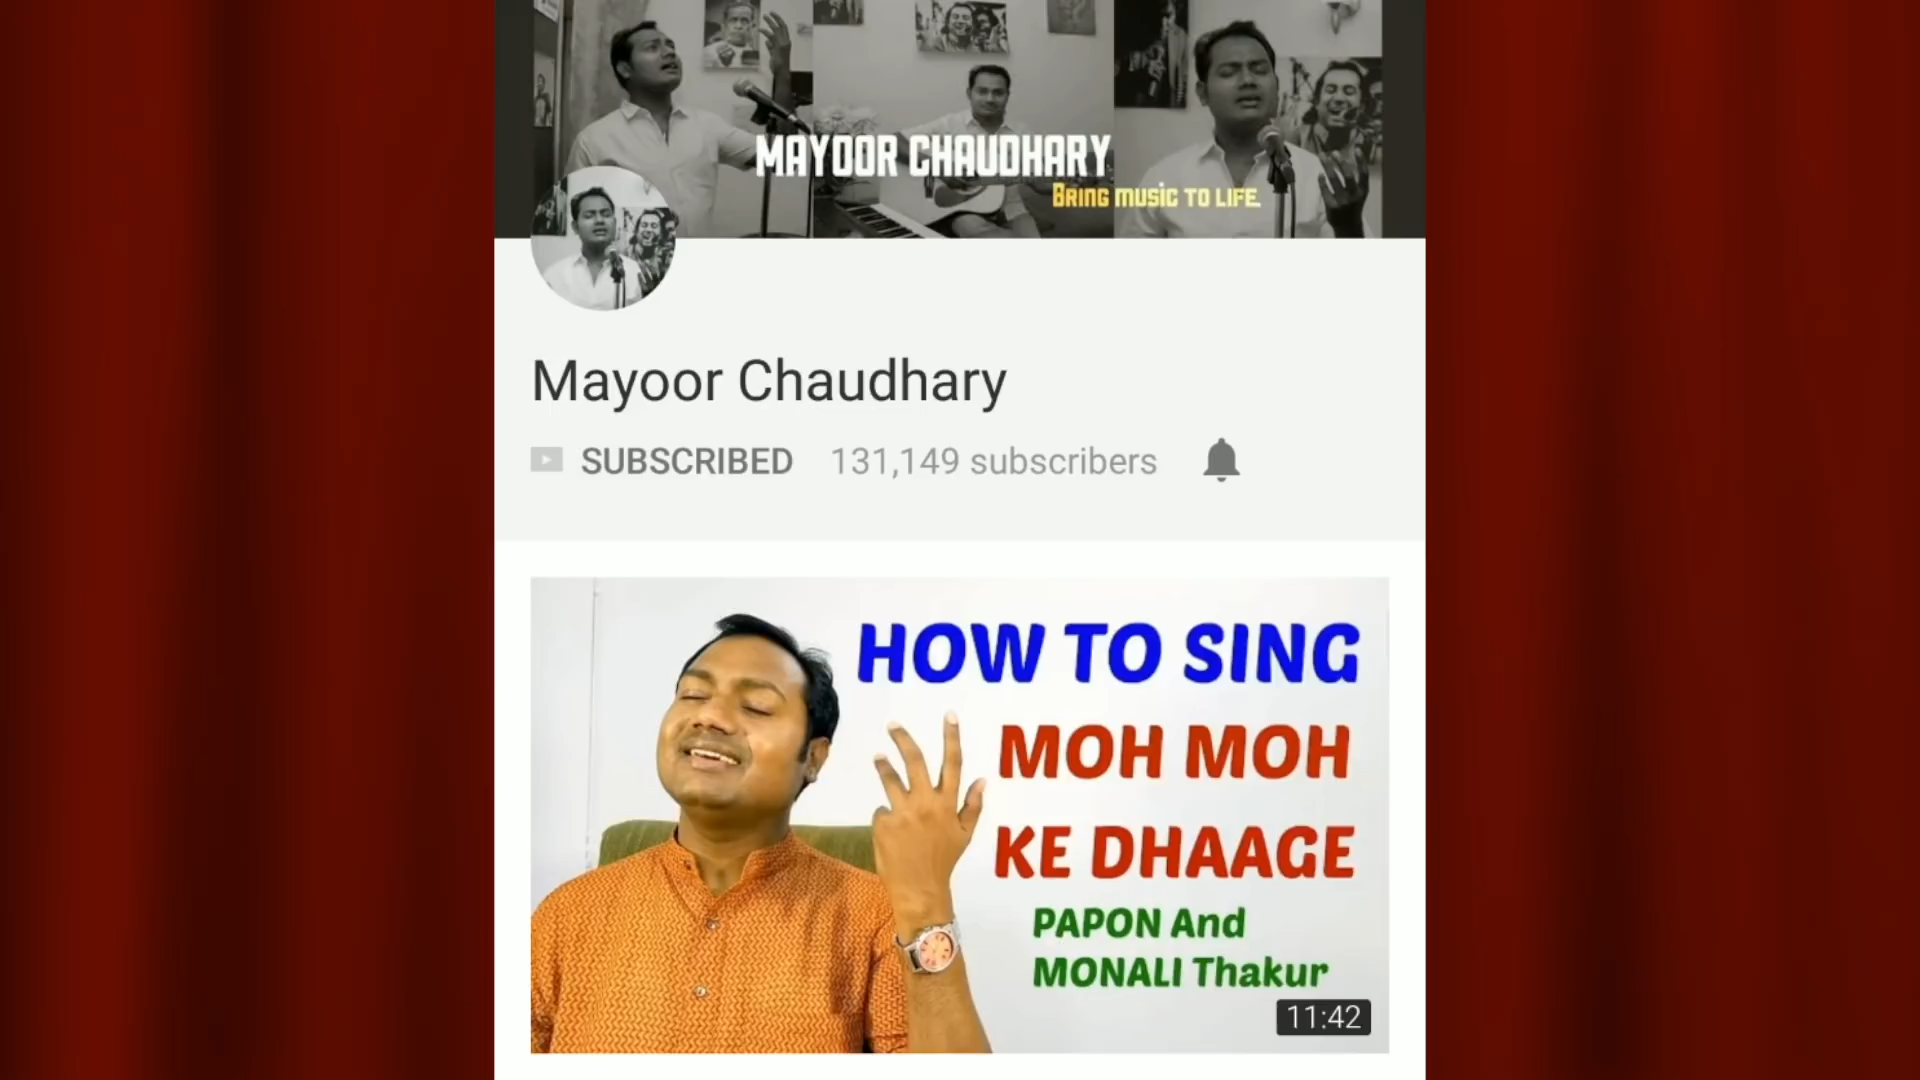 MAYOOR CHAUDHARY
BRING MUSIC TO LIFE.
Mayoor Chaudhary
SUBSCRIBED 131,149 subscribers
HOW TO SING
MOH MOH
KE DHAAGE
PAPON And
MONALI Thakur
11:42